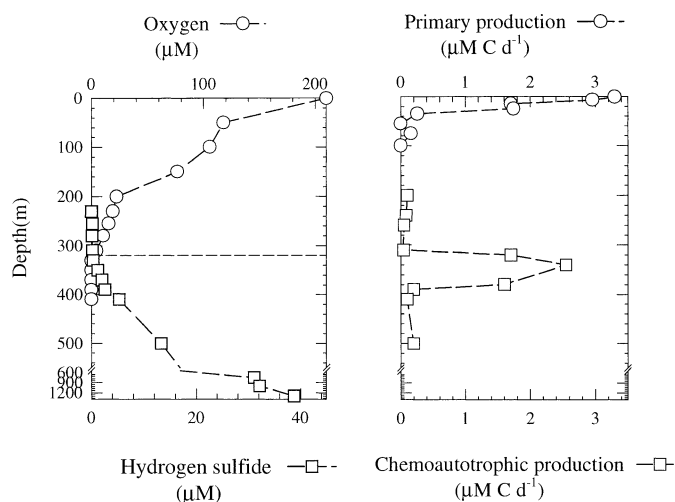 Oxygen
(µM)
Primary production
(µM C d⁻¹)
0 100 200
0 1 2 3
Depth(m)
0
100
200
300
400
500
600
900
1200
0 20 40
0 1 2 3
Hydrogen sulfide
(µM)
Chemoautotrophic production
(µM C d⁻¹)